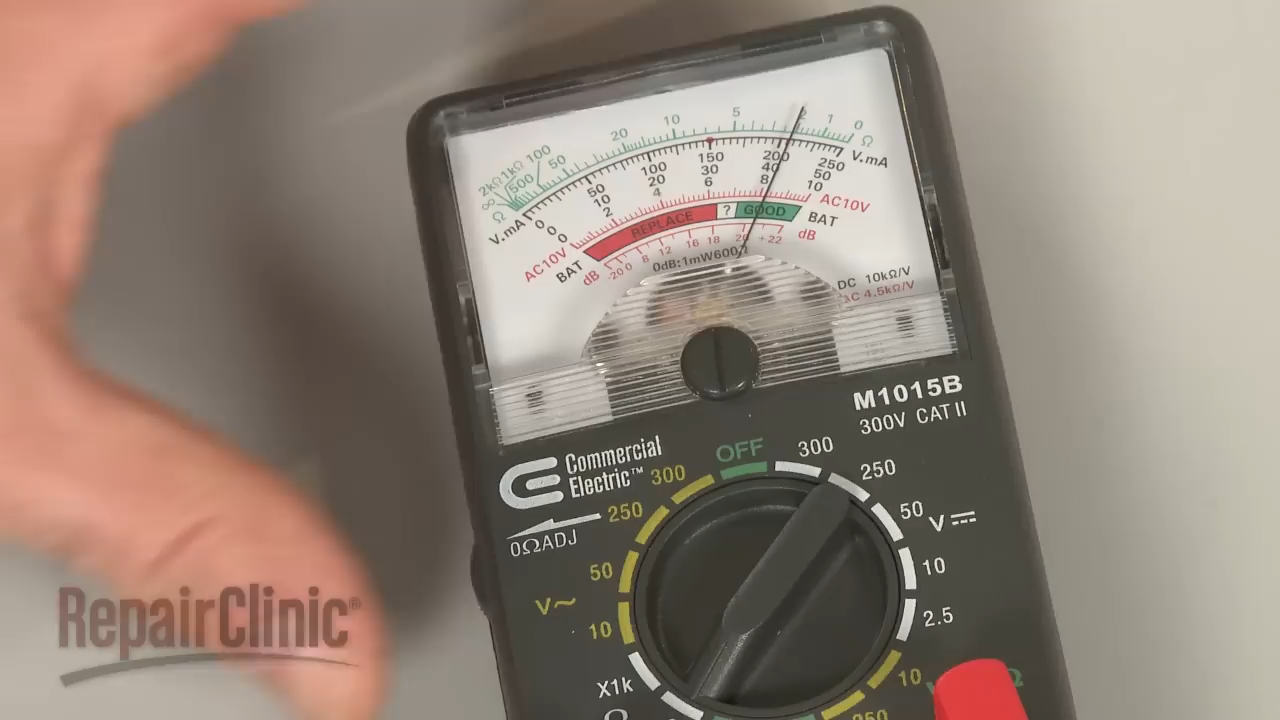 20 10 5 2 1 0 Ω
2kΩ 1kΩ 100 50
∞ 500
Ω
V.mA 0 50 100 150 200 250 V.mA
0 10 20 30 40 50
0 2 4 6 8 10
AC10V AC10V
BAT REPLACE ? GOOD BAT
dB -20 0 8 12 16 18 20 +22 dB
0dB:1mW600Ω
DC 10kΩ/V
AC 4.5kΩ/V
M1015B
300V CAT II
Commercial
Electric™
0ΩADJ
OFF
300
250
50
V
10
2.5
300
250
50
V~
10
X1k
Ω
10
250
RepairClinic®